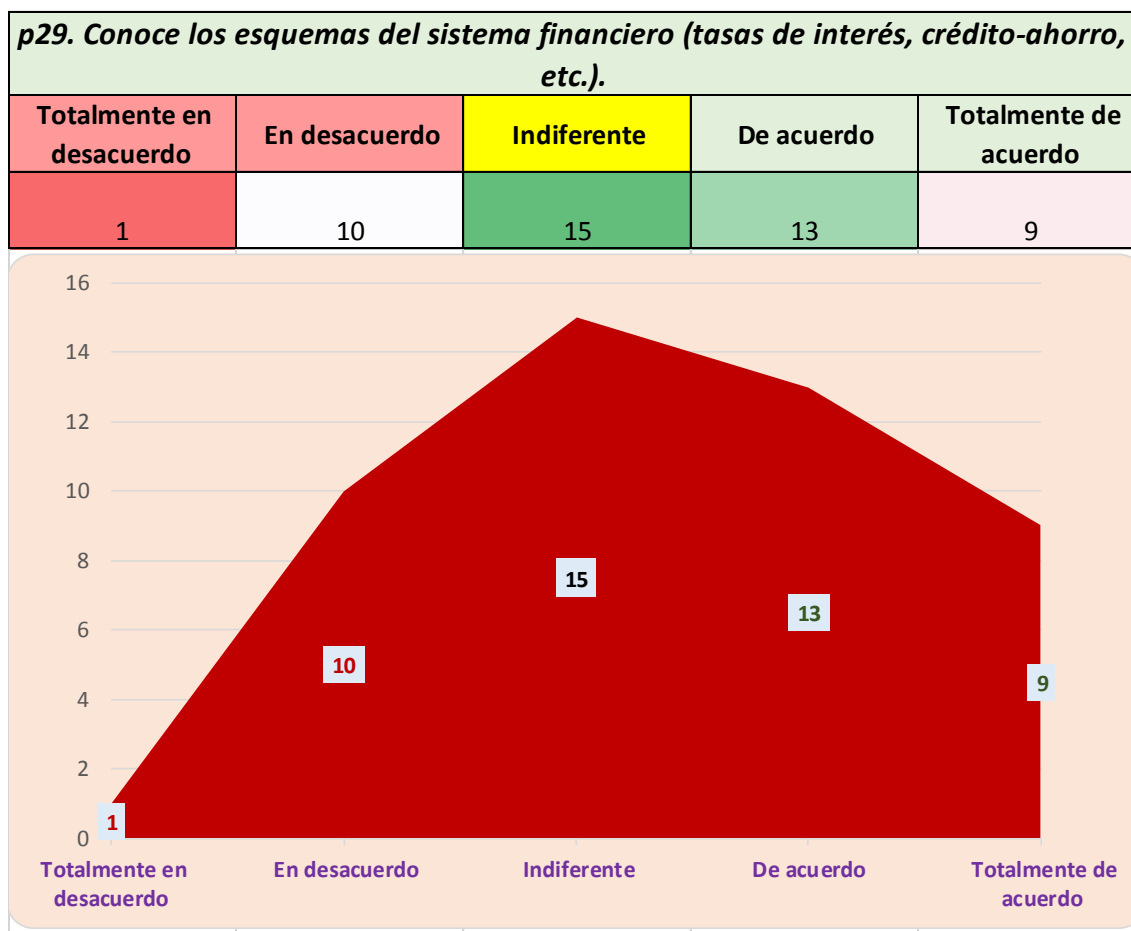 p29. Conoce los esquemas del sistema financiero (tasas de interés, crédito-ahorro,
etc.).
Totalmente en
desacuerdo
En desacuerdo
Indiferente
De acuerdo
Totalmente de
acuerdo
1 10 15 13 9
16
14
12
10
8
6
4
2
0
15
13
10
9
1
Totalmente en
desacuerdo
En desacuerdo
Indiferente
De acuerdo
Totalmente de
acuerdo